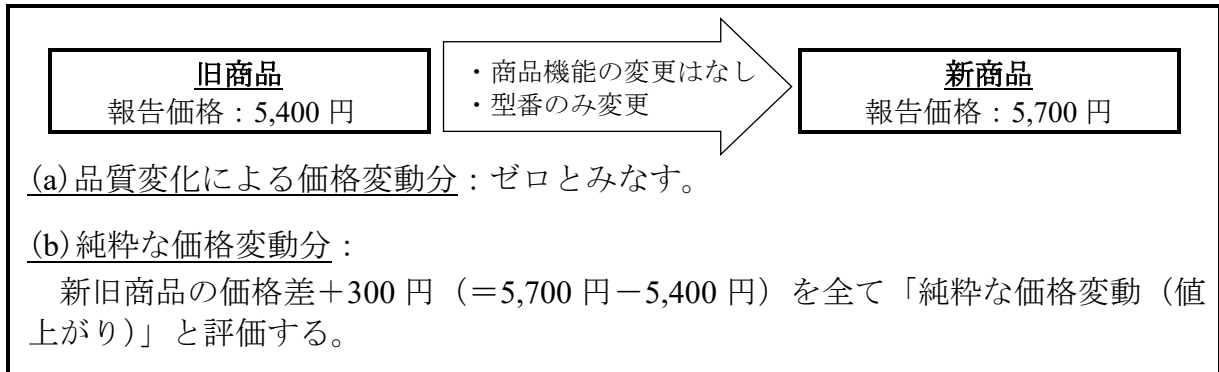 旧商品
報告価格：5,400 円
・商品機能の変更はなし
・型番のみ変更
新商品
報告価格：5,700 円
(a)品質変化による価格変動分：ゼロとみなす。
(b)純粋な価格変動分：
新旧商品の価格差＋300 円（＝5,700 円－5,400 円）を全て「純粋な価格変動（値
上がり）」と評価する。